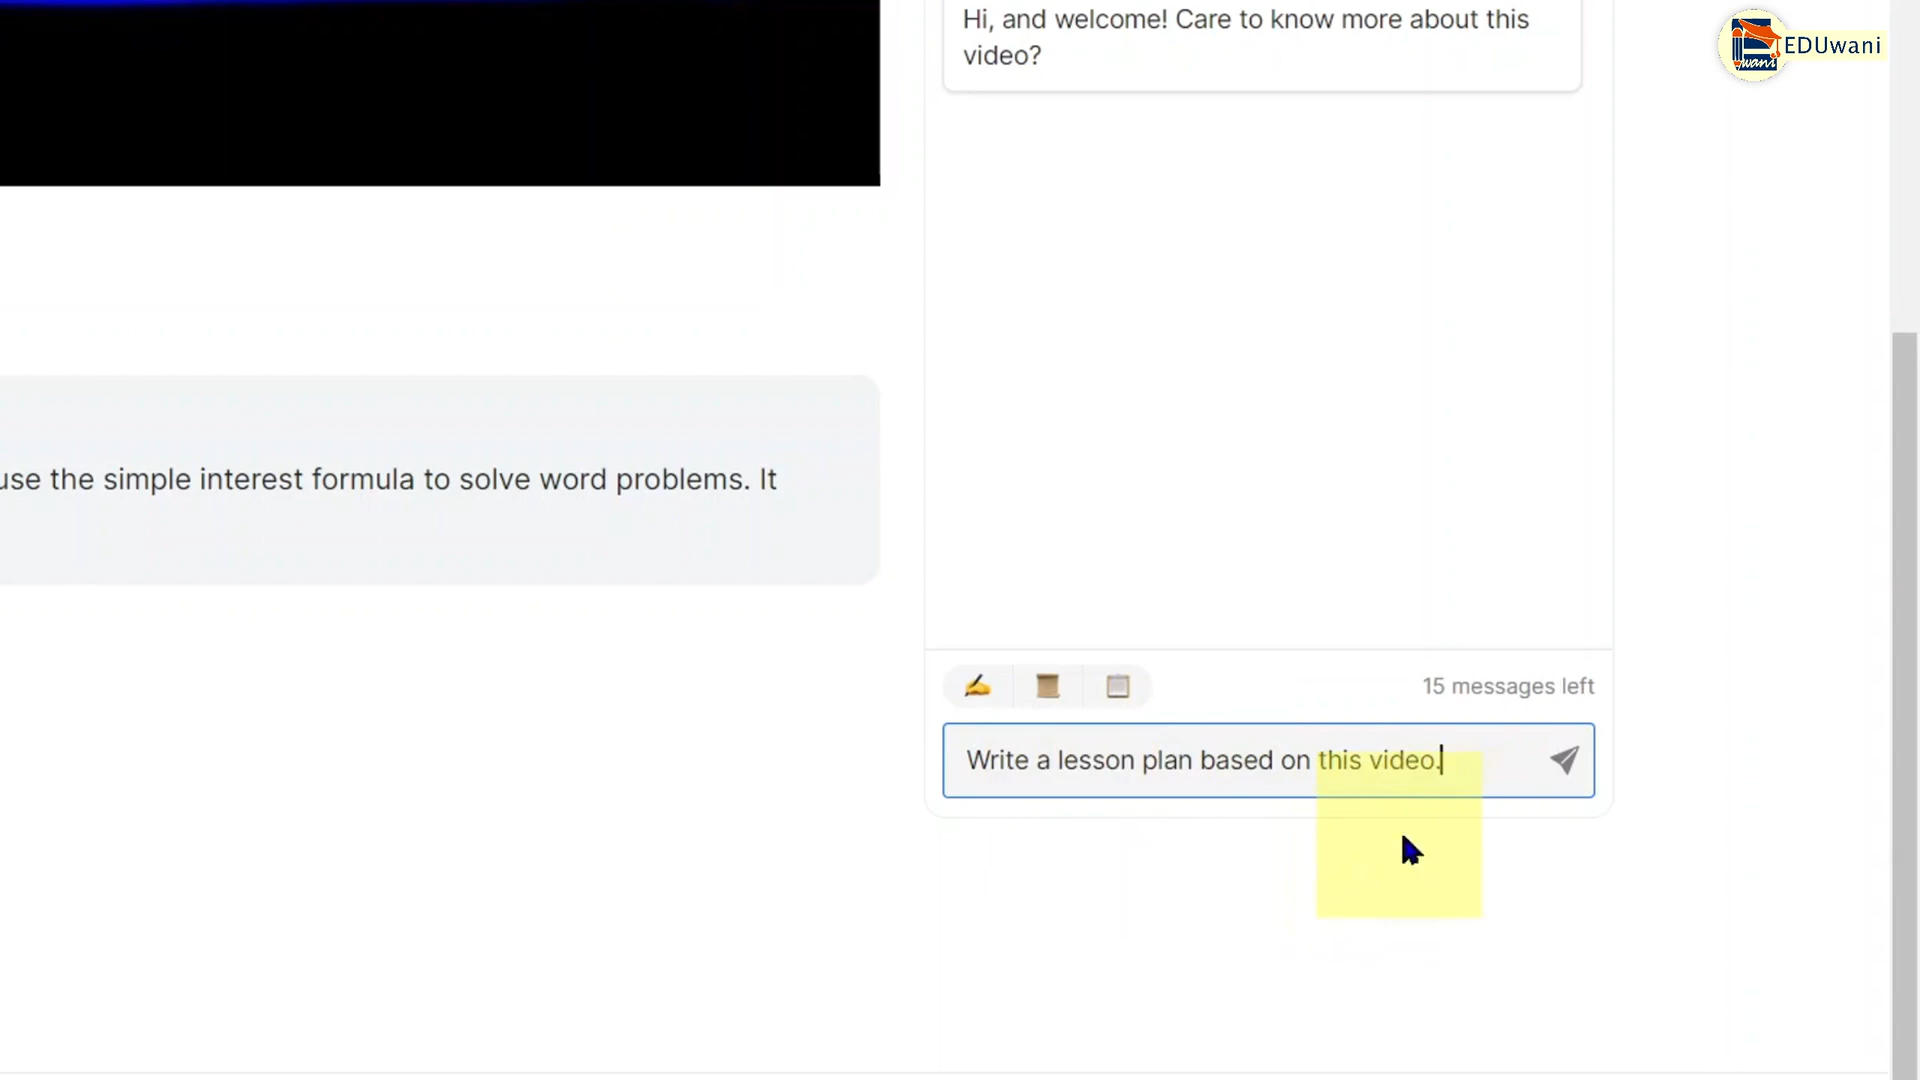 Hi, and welcome! Care to know more about this
video?
EDUwani
wani
use the simple interest formula to solve word problems. It
15 messages left
Write a lesson plan based on this video.